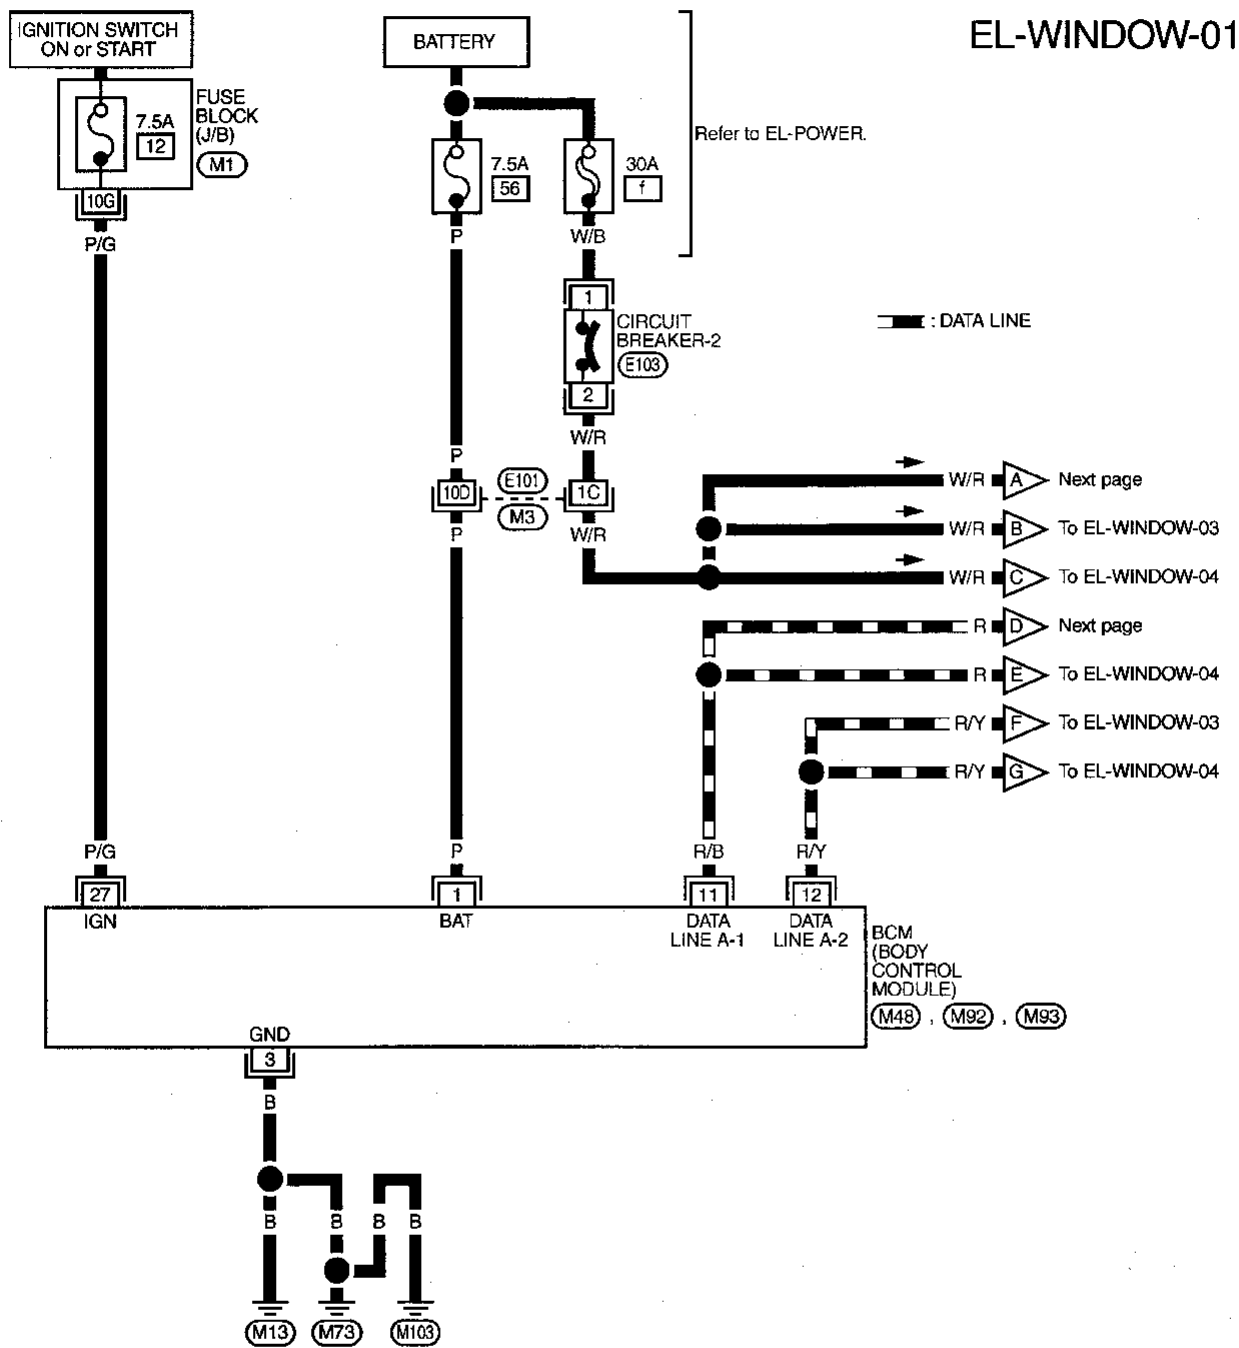 EL-WINDOW-01
IGNITION SWITCH
ON or START
BATTERY
FUSE
BLOCK
(J/B)
M1
7.5A
12
10G
P/G
7.5A
56
30A
f
Refer to EL-POWER.
P
W/B
1
CIRCUIT
BREAKER-2
E103
2
: DATA LINE
W/R
P
10D
E101
M3
1C
P
W/R
W/R A Next page
W/R B To EL-WINDOW-03
W/R C To EL-WINDOW-04
R D Next page
R E To EL-WINDOW-04
R/Y F To EL-WINDOW-03
R/Y G To EL-WINDOW-04
P/G
P
R/B
R/Y
27
1
11
12
IGN
BAT
DATA
LINE A-1
DATA
LINE A-2
BCM
(BODY
CONTROL
MODULE)
M48 , M92 , M93
GND
3
B
B B B B
M13 M73 M103